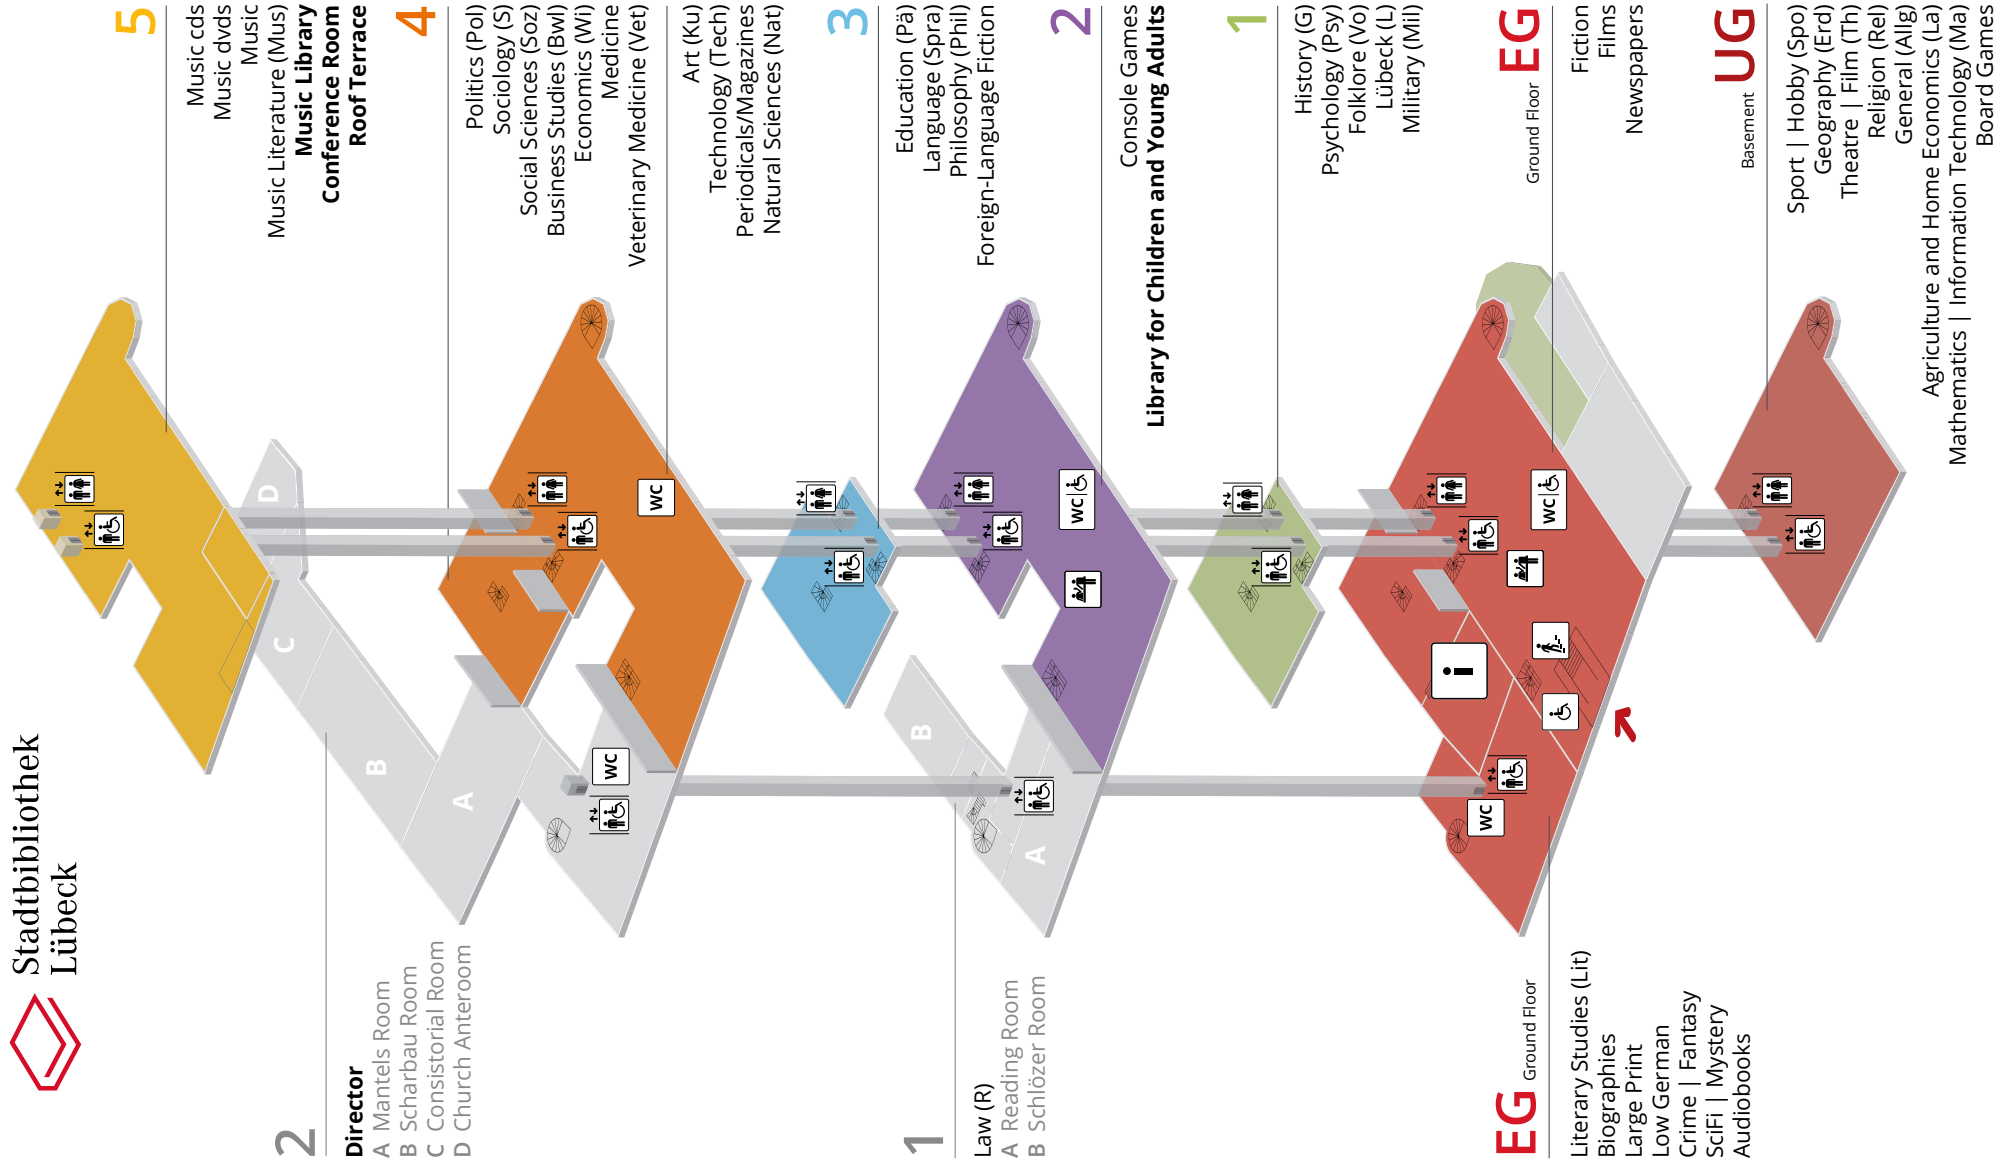 Stadtbibliothek
Lübeck
5
Music cds
Music dvds
Music
Music Literature (Mus)
Music Library
Conference Room
Roof Terrace
4
Politics (Pol)
Sociology (S)
Social Sciences (Soz)
Business Studies (Bwl)
Economics (Wi)
Medicine
Veterinary Medicine (Vet)
Art (Ku)
Technology (Tech)
Periodicals/Magazines
Natural Sciences (Nat)
3
Education (Pä)
Language (Spra)
Philosophy (Phil)
Foreign-Language Fiction
2
Console Games
Library for Children and Young Adults
1
History (G)
Psychology (Psy)
Folklore (Vo)
Lübeck (L)
Military (Mil)
Ground Floor EG
Fiction
Films
Newspapers
Basement UG
Sport | Hobby (Spo)
Geography (Erd)
Theatre | Film (Th)
Religion (Rel)
General (Allg)
Agriculture and Home Economics (La)
Mathematics | Information Technology (Ma)
Board Games
2
Director
A Mantels Room
B Scharbau Room
C Consistorial Room
D Church Anteroom
1
Law (R)
A Reading Room
B Schlözer Room
EG Ground Floor
Literary Studies (Lit)
Biographies
Large Print
Low German
Crime | Fantasy
SciFi | Mystery
Audiobooks
D
C
B
A
WC
WC
B
A
WC
WC
WC
i